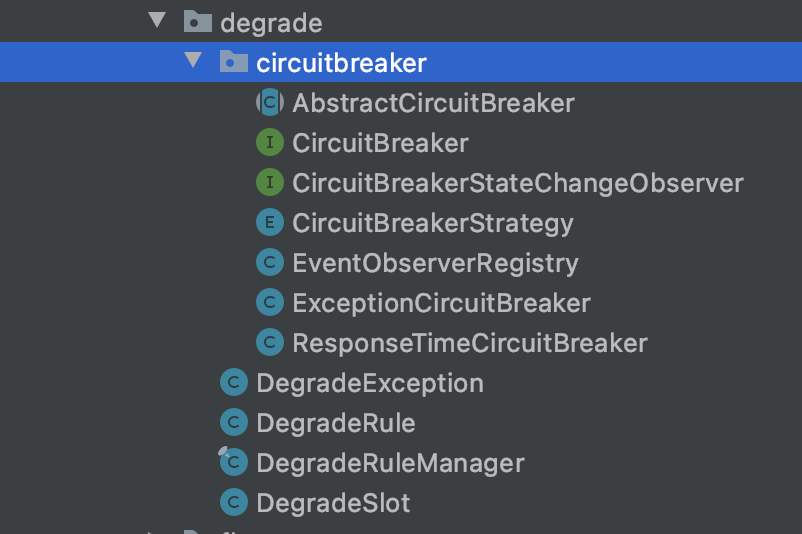 degrade
circuitbreaker
AbstractCircuitBreaker
CircuitBreaker
CircuitBreakerStateChangeObserver
CircuitBreakerStrategy
EventObserverRegistry
ExceptionCircuitBreaker
ResponseTimeCircuitBreaker
DegradeException
DegradeRule
DegradeRuleManager
DegradeSlot